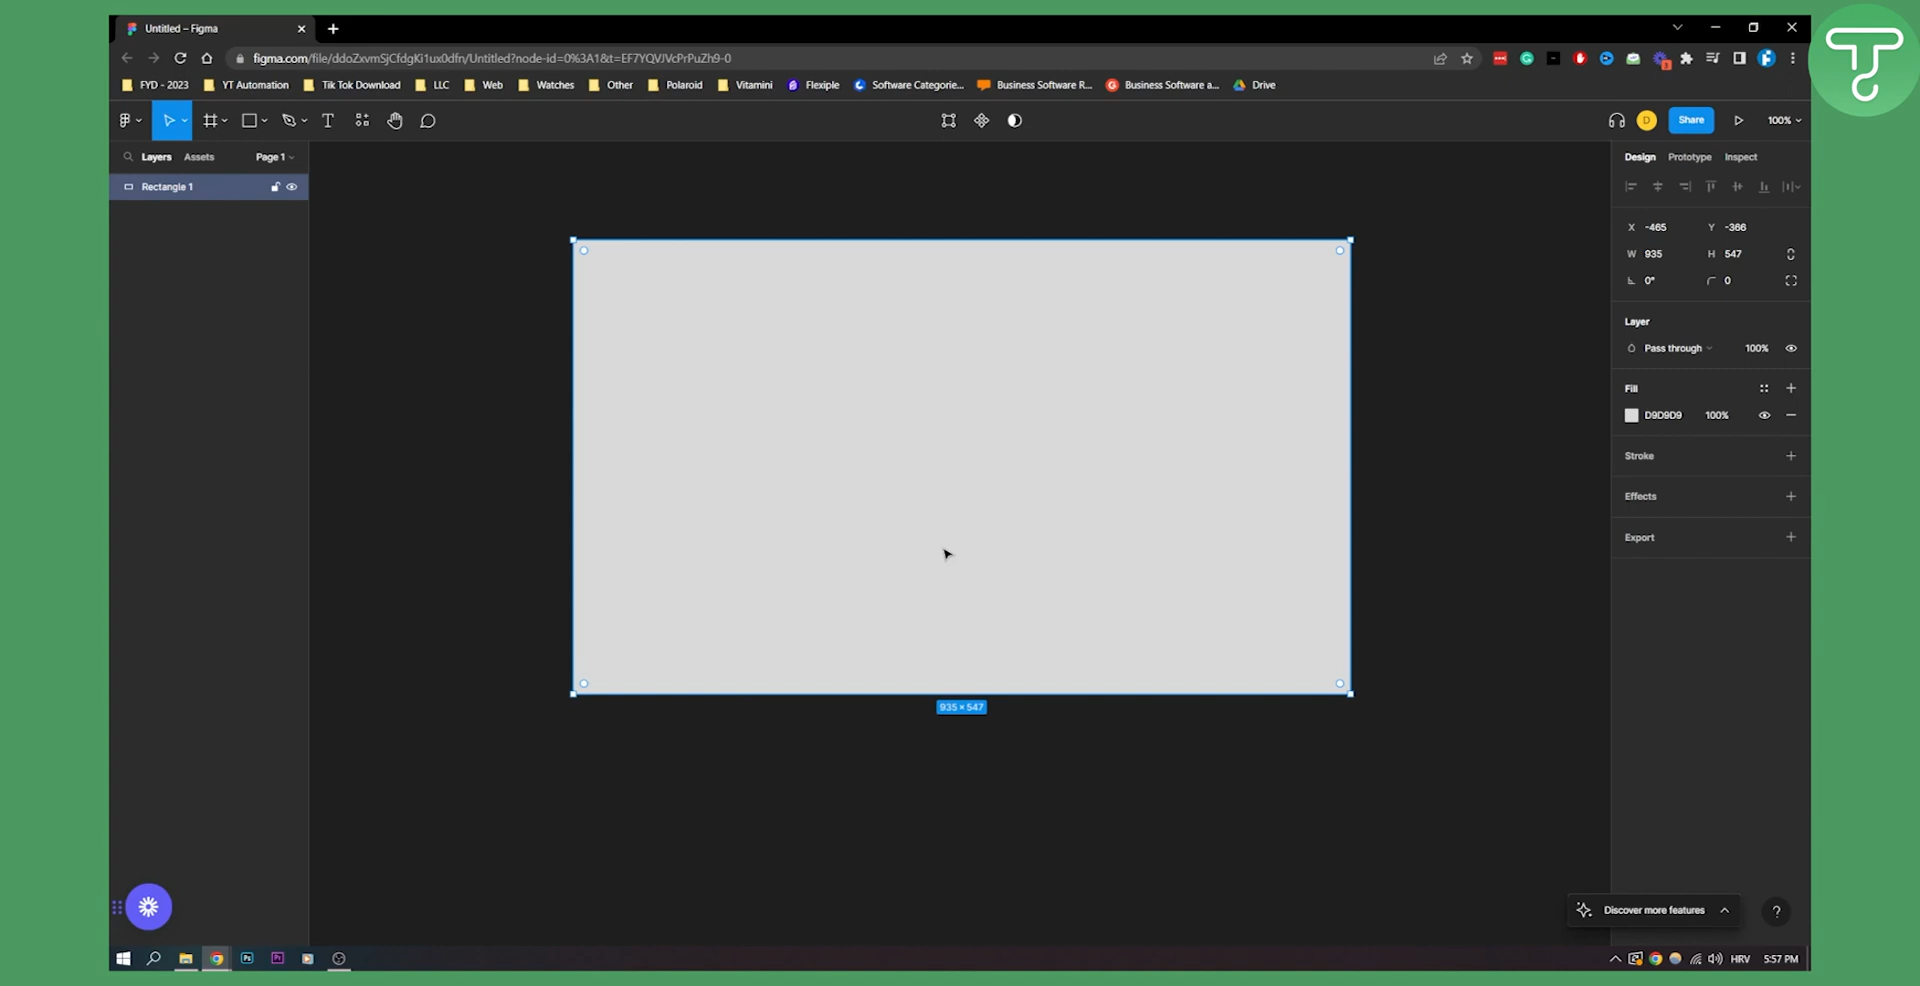 Untitled – Figma
figma.com/file/ddoZxvmSjCfdgKi1ux0dfn/Untitled?node-id=0%3A1&t=EF7YQVJVcPrPuZh9-0
FYD - 2023 YT Automation Tik Tok Download LLC Web Watches Other Polaroid Vitamini Flexiple Software Categorie... Business Software R... Business Software a... Drive
D Share 100%
Layers Assets Page 1
Design Prototype Inspect
Rectangle 1
X -465 Y -366
W 935 H 547
0° 0
Layer
Pass through 100%
Fill
D9D9D9 100%
Stroke
Effects
Export
935 × 547
Discover more features ?
Ps Pr HRV 5:57 PM